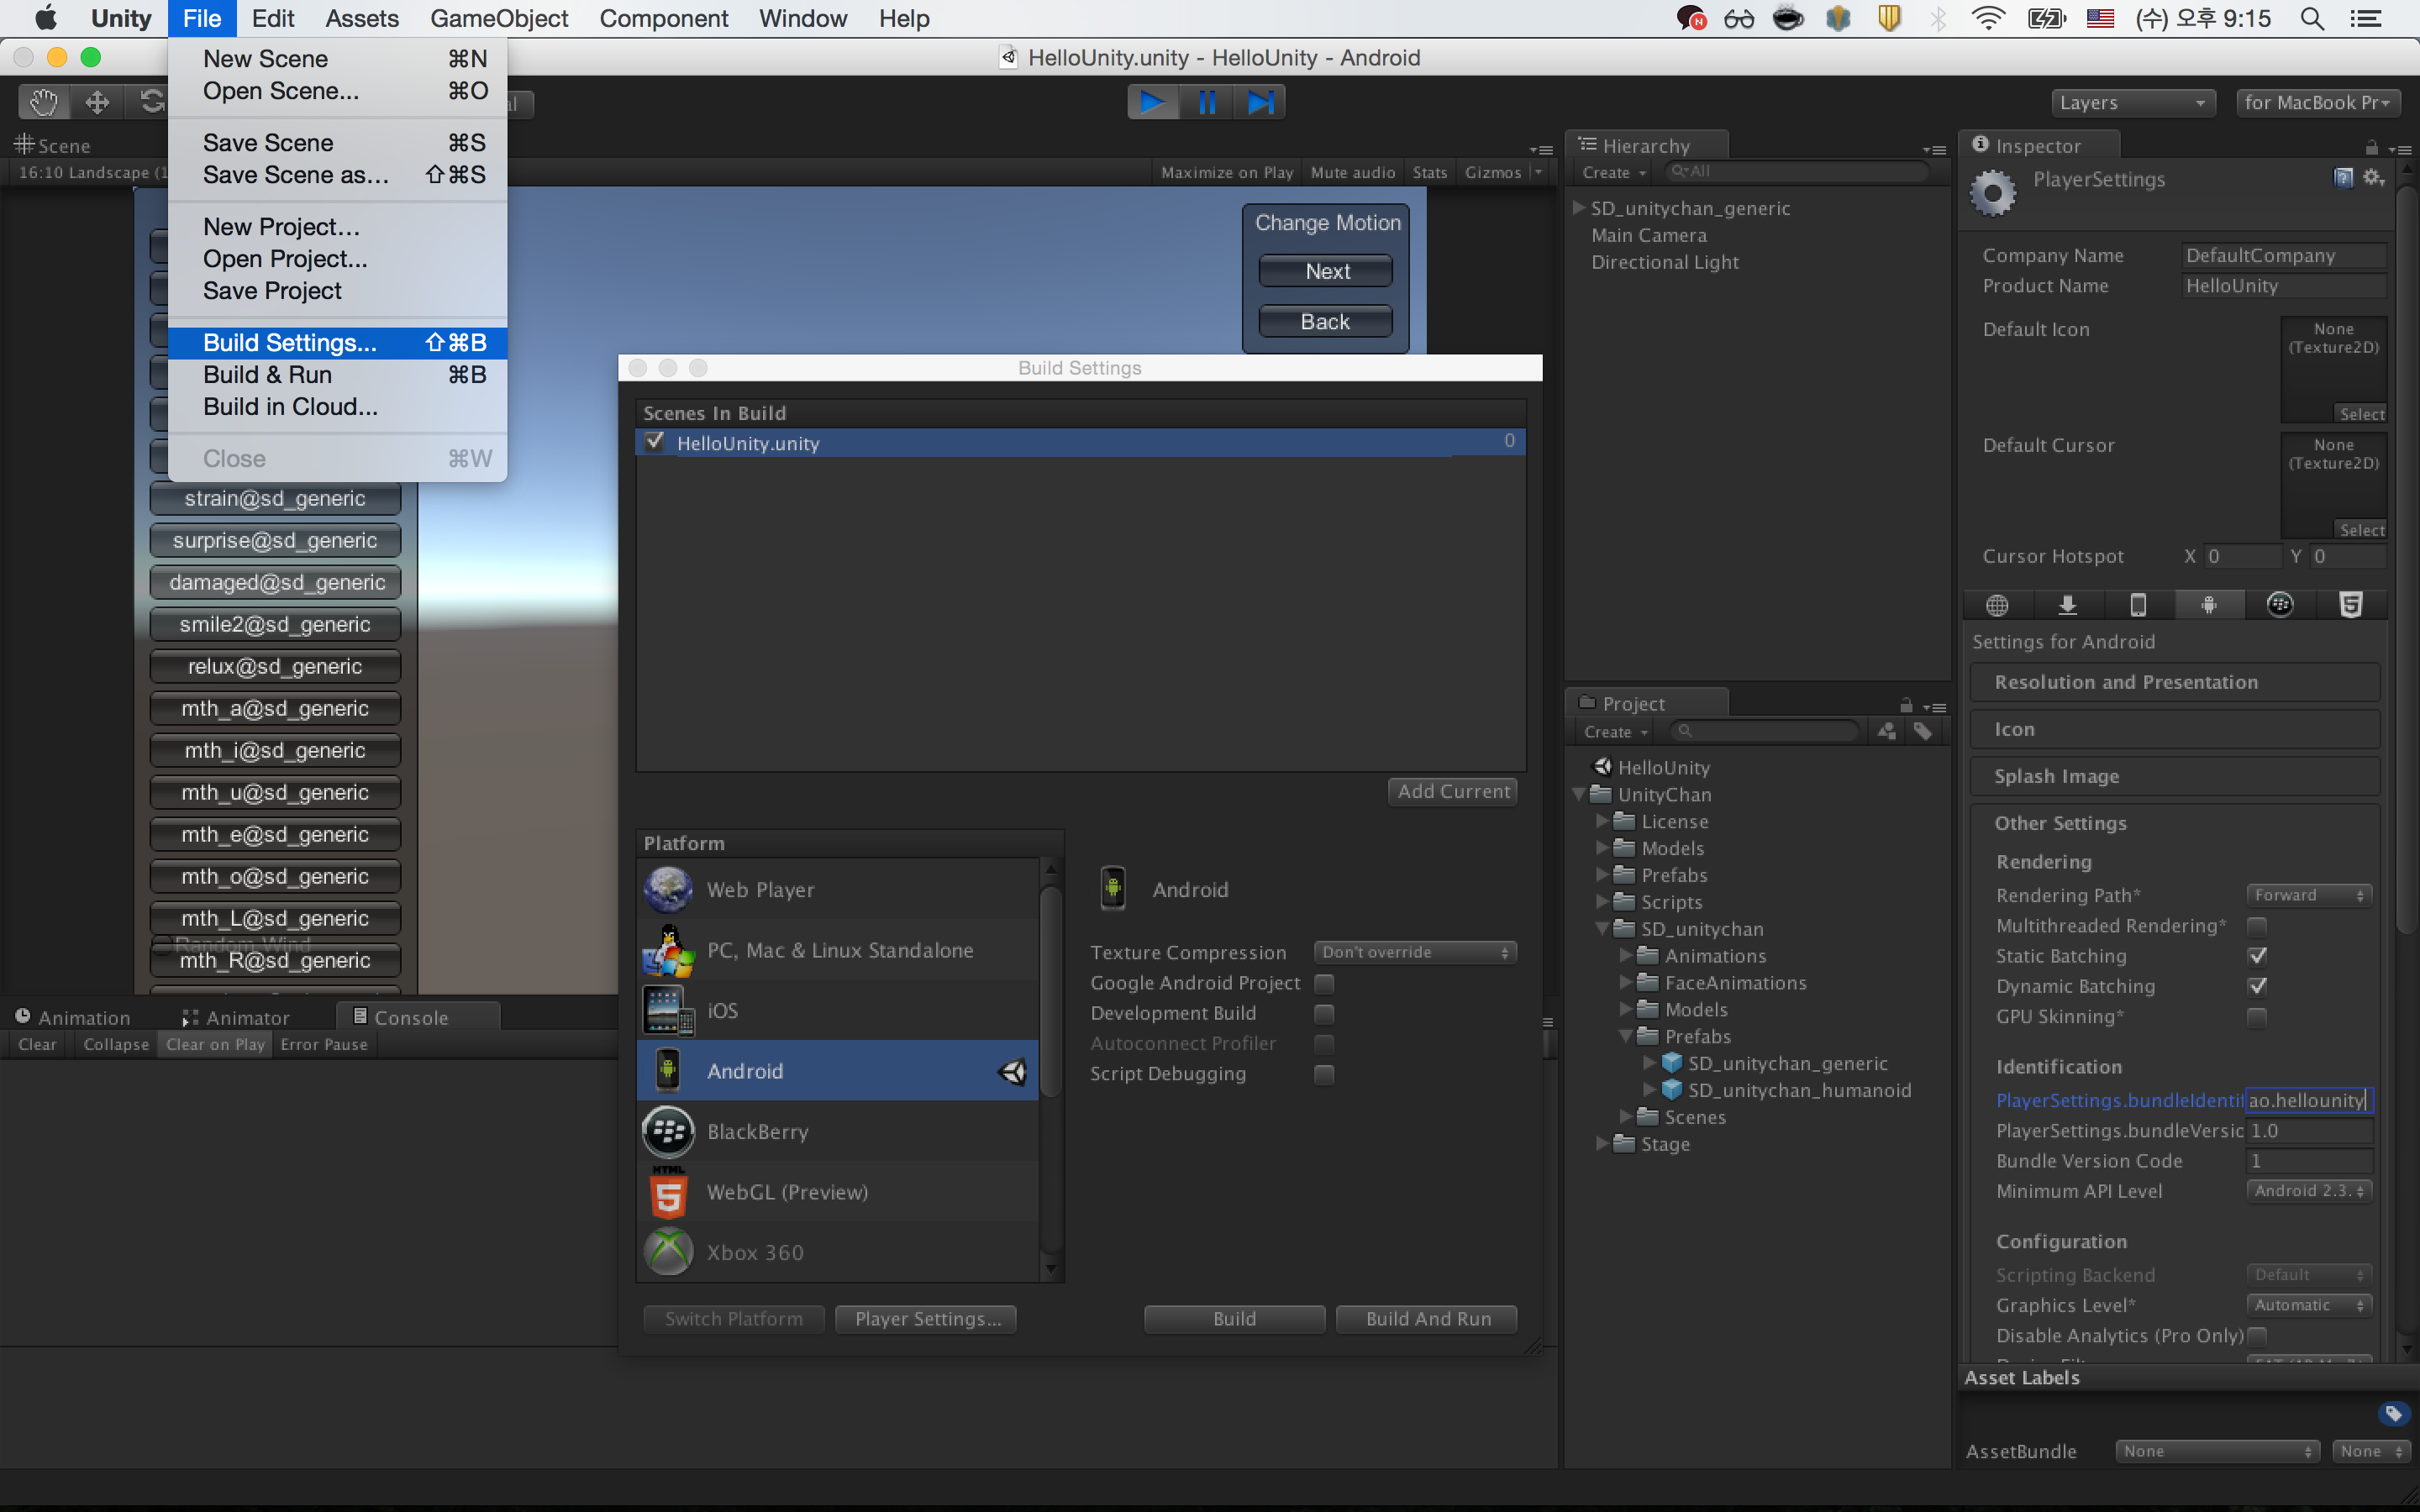 Unity File Edit Assets GameObject Component Window Help
(수) 오후 9:15
HelloUnity.unity - HelloUnity - Android
New Scene ⌘N
Open Scene... ⌘O
Save Scene ⌘S
Save Scene as... ⇧⌘S
New Project...
Open Project...
Save Project
Build Settings... ⇧⌘B
Build & Run ⌘B
Build in Cloud...
Close ⌘W
Layers
for MacBook Pr
Scene
16:10 Landscape (1
Maximize on Play Mute audio Stats Gizmos
Change Motion
Next
Back
strain@sd_generic
surprise@sd_generic
damaged@sd_generic
smile2@sd_generic
relux@sd_generic
mth_a@sd_generic
mth_i@sd_generic
mth_u@sd_generic
mth_e@sd_generic
mth_o@sd_generic
mth_L@sd_generic
Random Wind
mth_R@sd_generic
Animation Animator Console
Clear Collapse Clear on Play Error Pause
Build Settings
Scenes In Build
HelloUnity.unity 0
Add Current
Platform
Web Player
PC, Mac & Linux Standalone
iOS
Android
BlackBerry
HTML
5
WebGL (Preview)
Xbox 360
Android
Texture Compression Don't override
Google Android Project
Development Build
Autoconnect Profiler
Script Debugging
Switch Platform Player Settings... Build Build And Run
Hierarchy
Create All
SD_unitychan_generic
Main Camera
Directional Light
Project
Create
HelloUnity
UnityChan
License
Models
Prefabs
Scripts
SD_unitychan
Animations
FaceAnimations
Models
Prefabs
SD_unitychan_generic
SD_unitychan_humanoid
Scenes
Stage
Inspector
PlayerSettings
Company Name DefaultCompany
Product Name HelloUnity
Default Icon None
(Texture2D)
Select
Default Cursor None
(Texture2D)
Select
Cursor Hotspot X 0 Y 0
Settings for Android
Resolution and Presentation
Icon
Splash Image
Other Settings
Rendering
Rendering Path* Forward
Multithreaded Rendering*
Static Batching
Dynamic Batching
GPU Skinning*
Identification
PlayerSettings.bundleIdentif ao.hellounity
PlayerSettings.bundleVersic 1.0
Bundle Version Code 1
Minimum API Level Android 2.3.
Configuration
Scripting Backend Default
Graphics Level* Automatic
Disable Analytics (Pro Only)
Asset Labels
AssetBundle None None